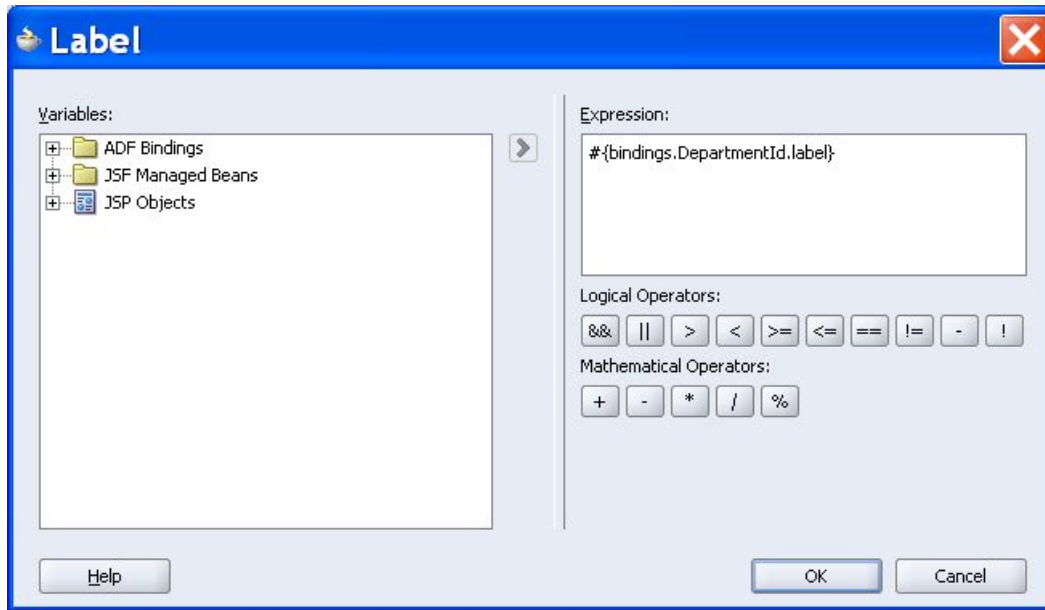 Label
Variables:
ADF Bindings
JSF Managed Beans
JSP Objects
Expression:
#{bindings.DepartmentId.label}
Logical Operators:
&& || > < >= <= == != - !
Mathematical Operators:
+ - * / %
Help
OK Cancel